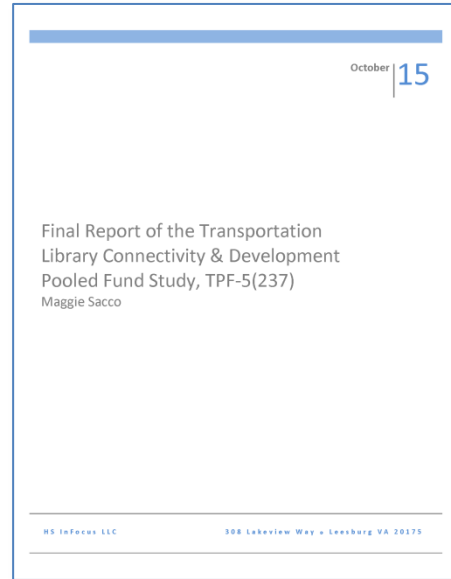 October 15
Final Report of the Transportation
Library Connectivity & Development
Pooled Fund Study, TPF-5(237)
Maggie Sacco
HS InFocus LLC 308 Lakeview Way • Leesburg VA 20175